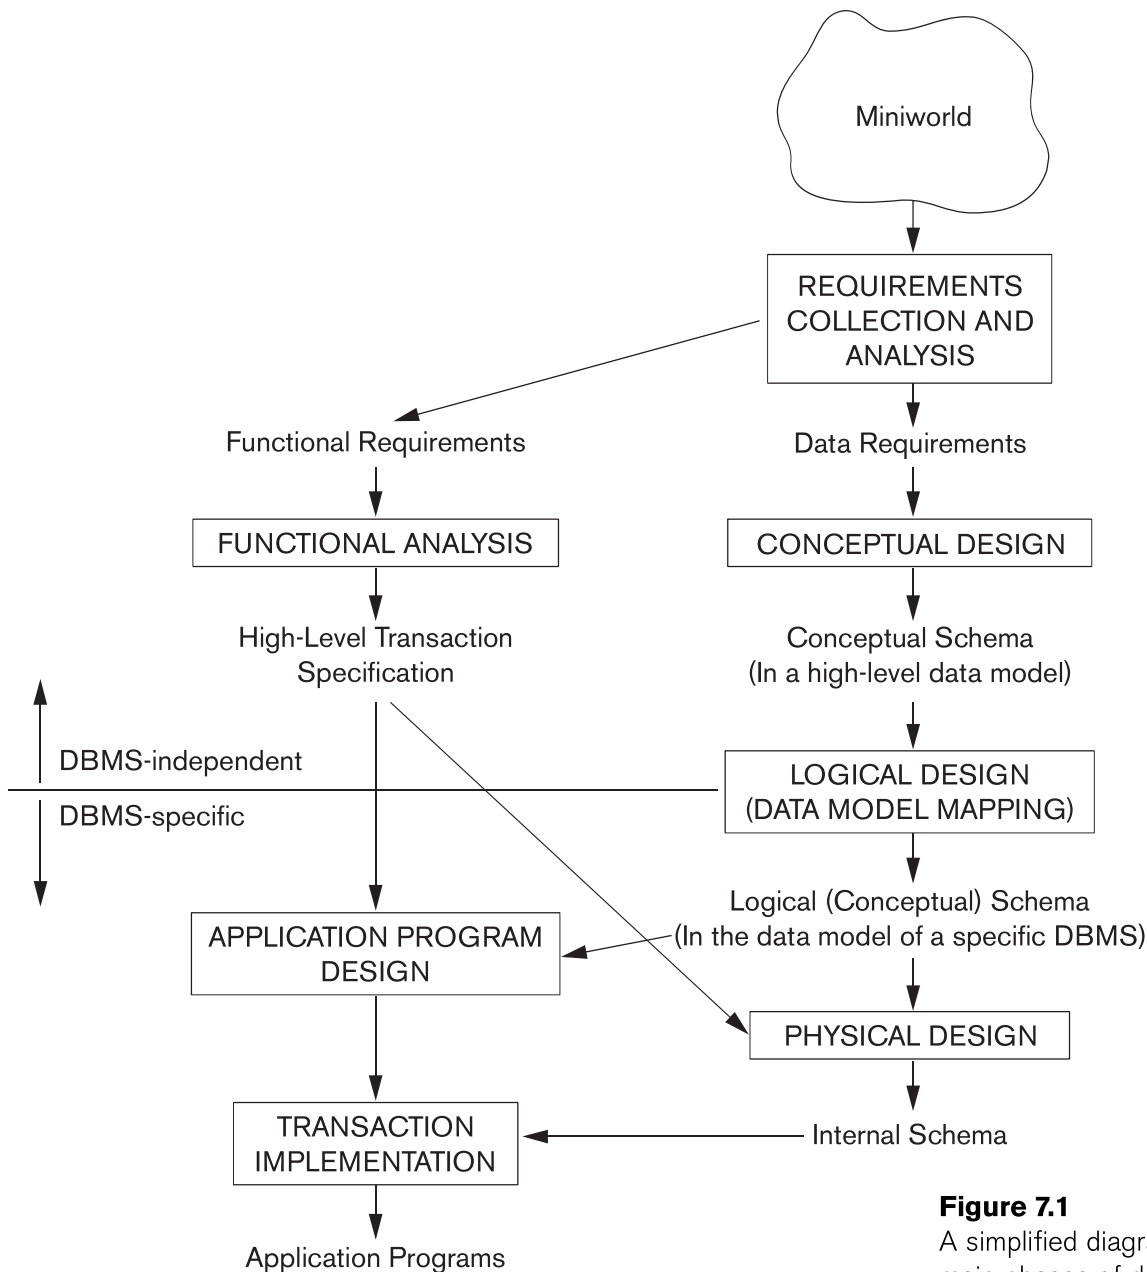 Miniworld
REQUIREMENTS
COLLECTION AND
ANALYSIS
Functional Requirements
Data Requirements
FUNCTIONAL ANALYSIS
CONCEPTUAL DESIGN
High-Level Transaction
Specification
Conceptual Schema
(In a high-level data model)
DBMS-independent
DBMS-specific
LOGICAL DESIGN
(DATA MODEL MAPPING)
Logical (Conceptual) Schema
(In the data model of a specific DBMS)
APPLICATION PROGRAM
DESIGN
PHYSICAL DESIGN
TRANSACTION
IMPLEMENTATION
Internal Schema
Application Programs
Figure 7.1
A simplified